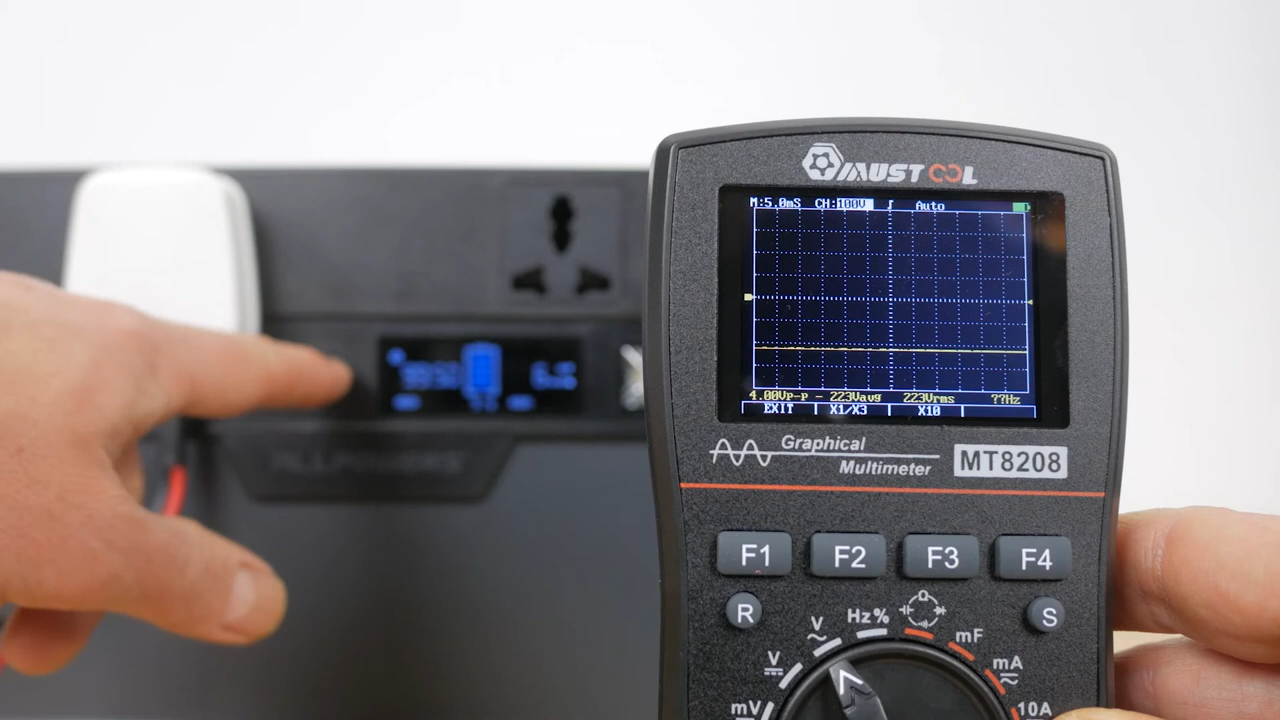 MUSTOOL
M:5.0mS CH:100V Auto
4.00Vp-p - 223Vavg 223Vrms ??Hz
EXIT X1/X3 X10
Graphical
Multimeter
MT8208
ALLPOWERS
F1 F2 F3 F4
R S
Hz%
V
mF
V
mA
mV
10A